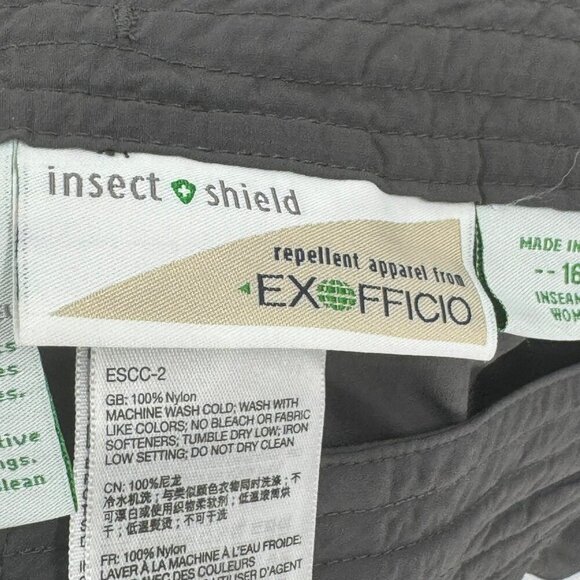 insect shield
repellent apparel from
EXOFFICIO
MADE IN
-- 16
INSEAM
WOM
ESCC-2
GB: 100% Nylon
MACHINE WASH COLD; WASH WITH
LIKE COLORS; NO BLEACH OR FABRIC
SOFTENERS; TUMBLE DRY LOW; IRON
LOW SETTING; DO NOT DRY CLEAN
CN: 100%尼龙
冷水机洗; 与类似颜色衣物同时洗涤; 不
可漂白或使用织物柔软剂; 低温滚筒烘
干; 低温熨烫; 不可干洗
FR: 100% Nylon
LAVER À LA MACHINE À L'EAU FROIDE;
LAVER AVEC DES COULEURS
tive
ngs.
lean